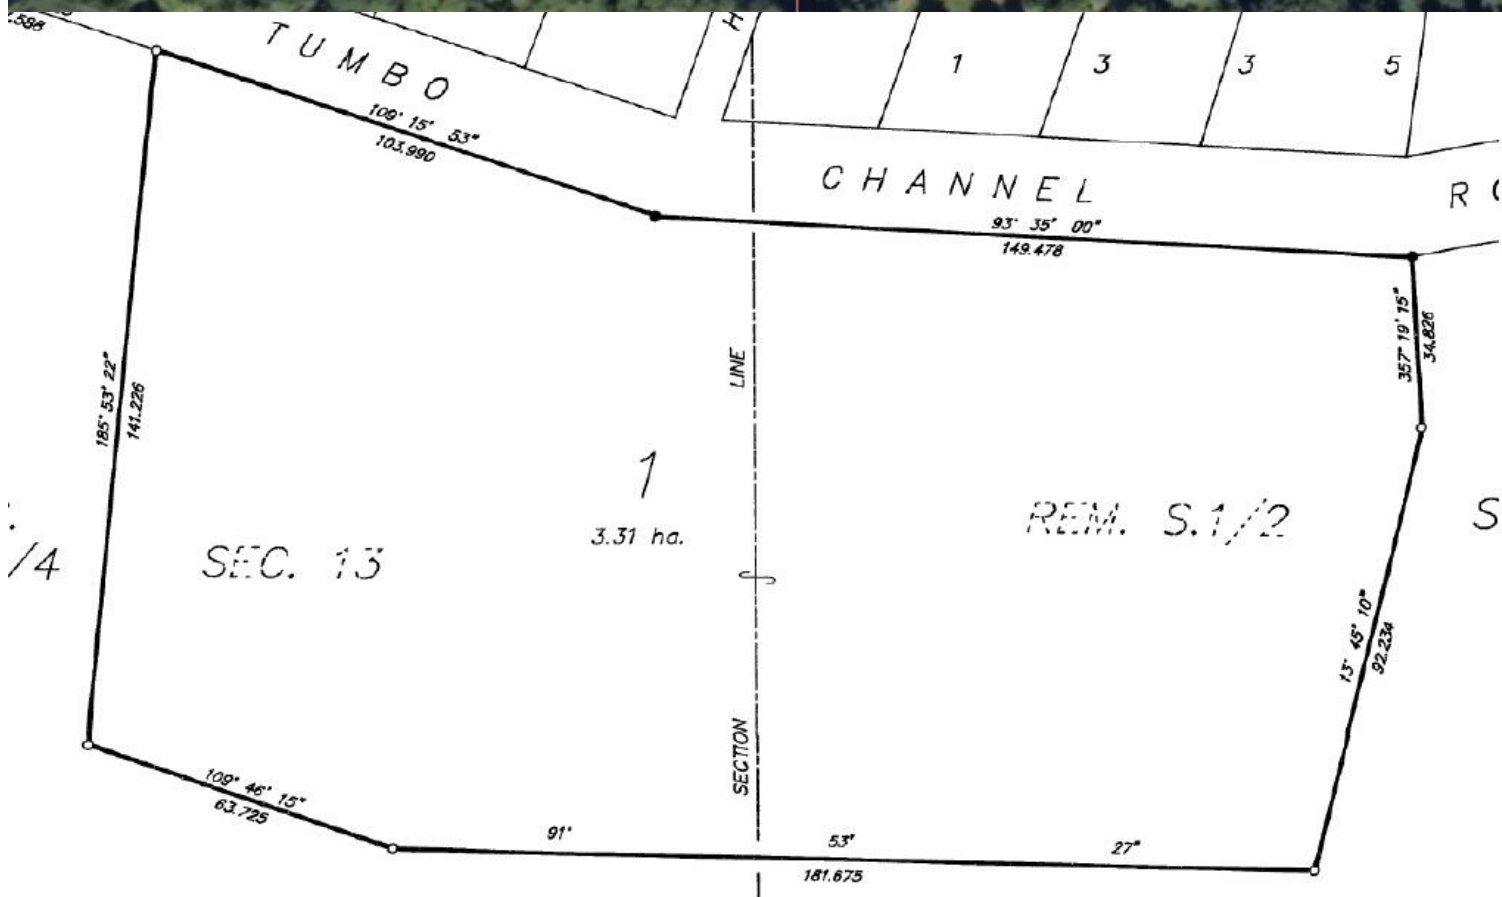 .588
TUMBO
H
1
3
3
5
109° 15' 53"
103.990
CHANNEL
93° 35' 00"
149.478
185° 53' 22"
141.226
LINE
357° 19' 15"
34.826
1
3.31 ha.
REM. S.1/2
S
/4
SEC. 13
13° 45' 10"
92.234
SECTION
109° 46' 15"
63.725
91° 53' 27"
181.675